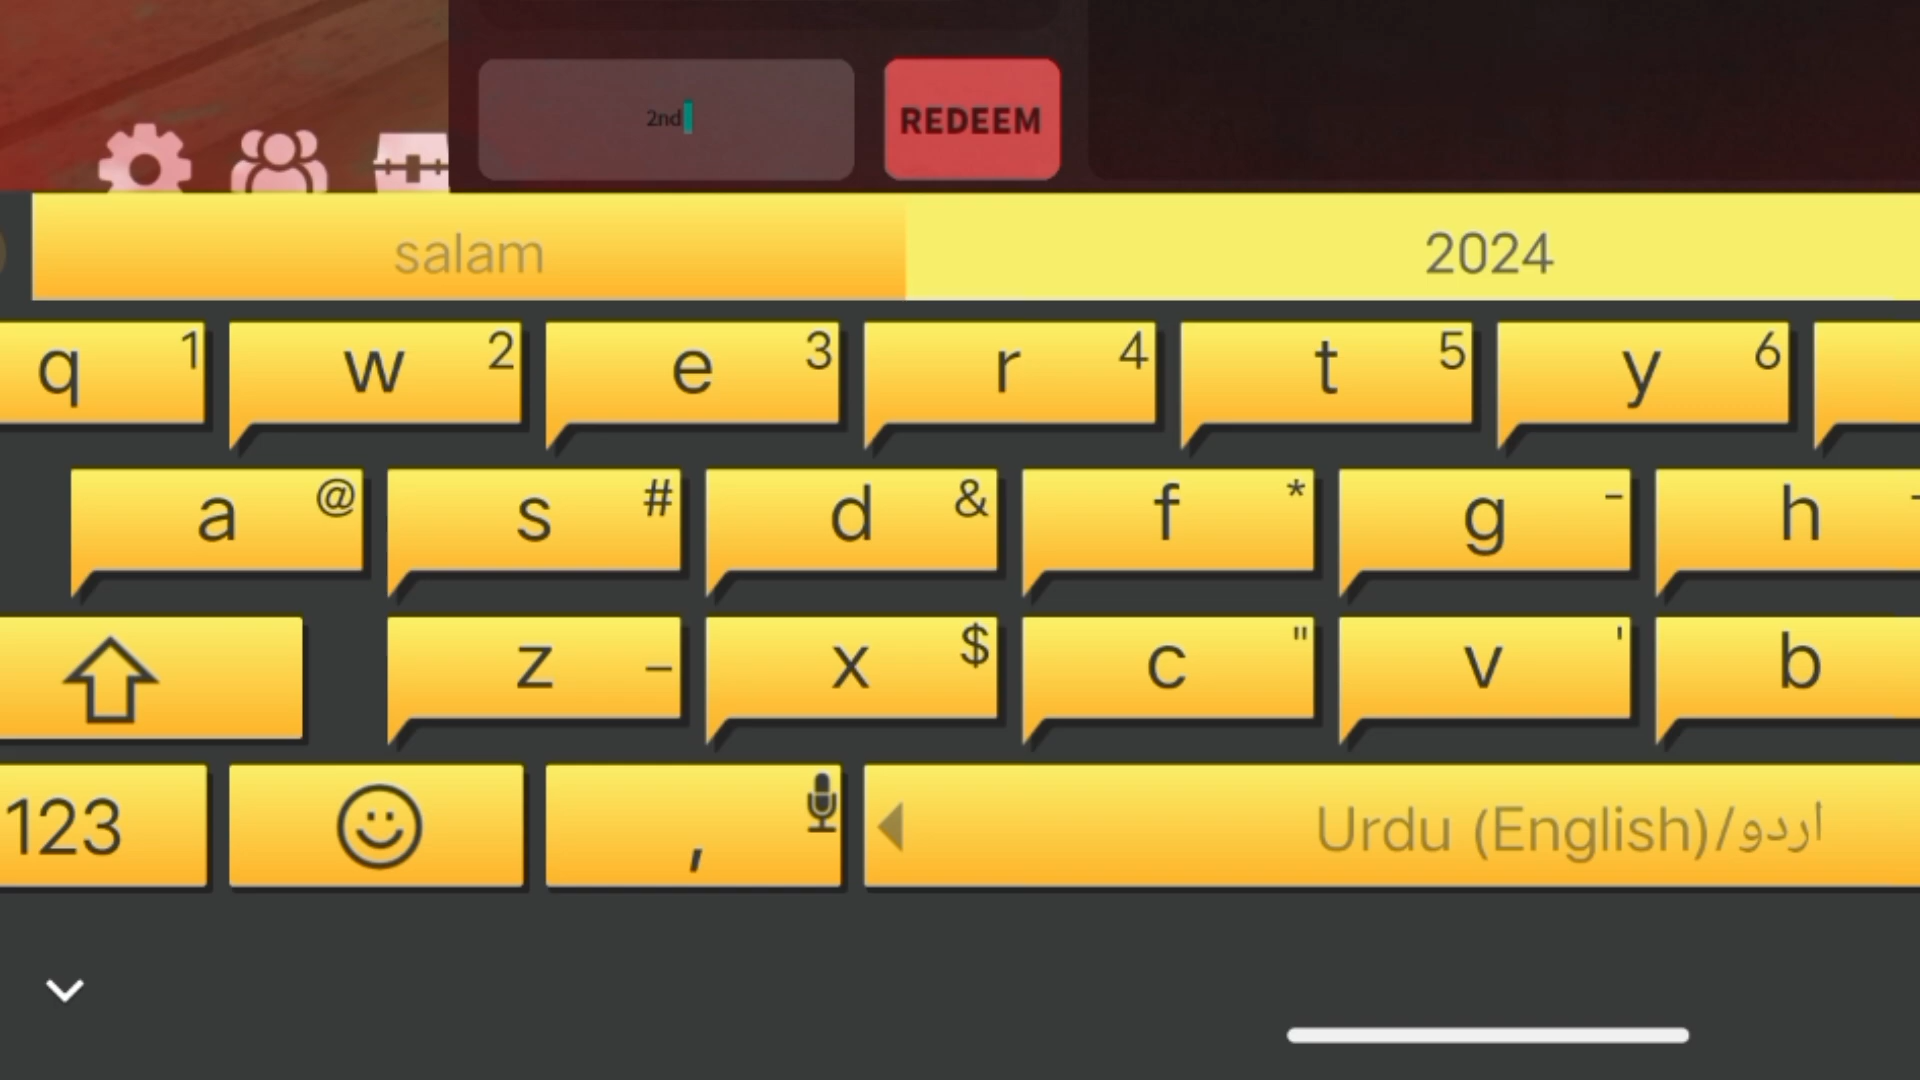 2nd
REDEEM
salam 2024
q 1 w 2 e 3 r 4 t 5 y 6
a @ s # d & f * g - h
z _ x $ c " v ' b
123 , Urdu (English)/اردو